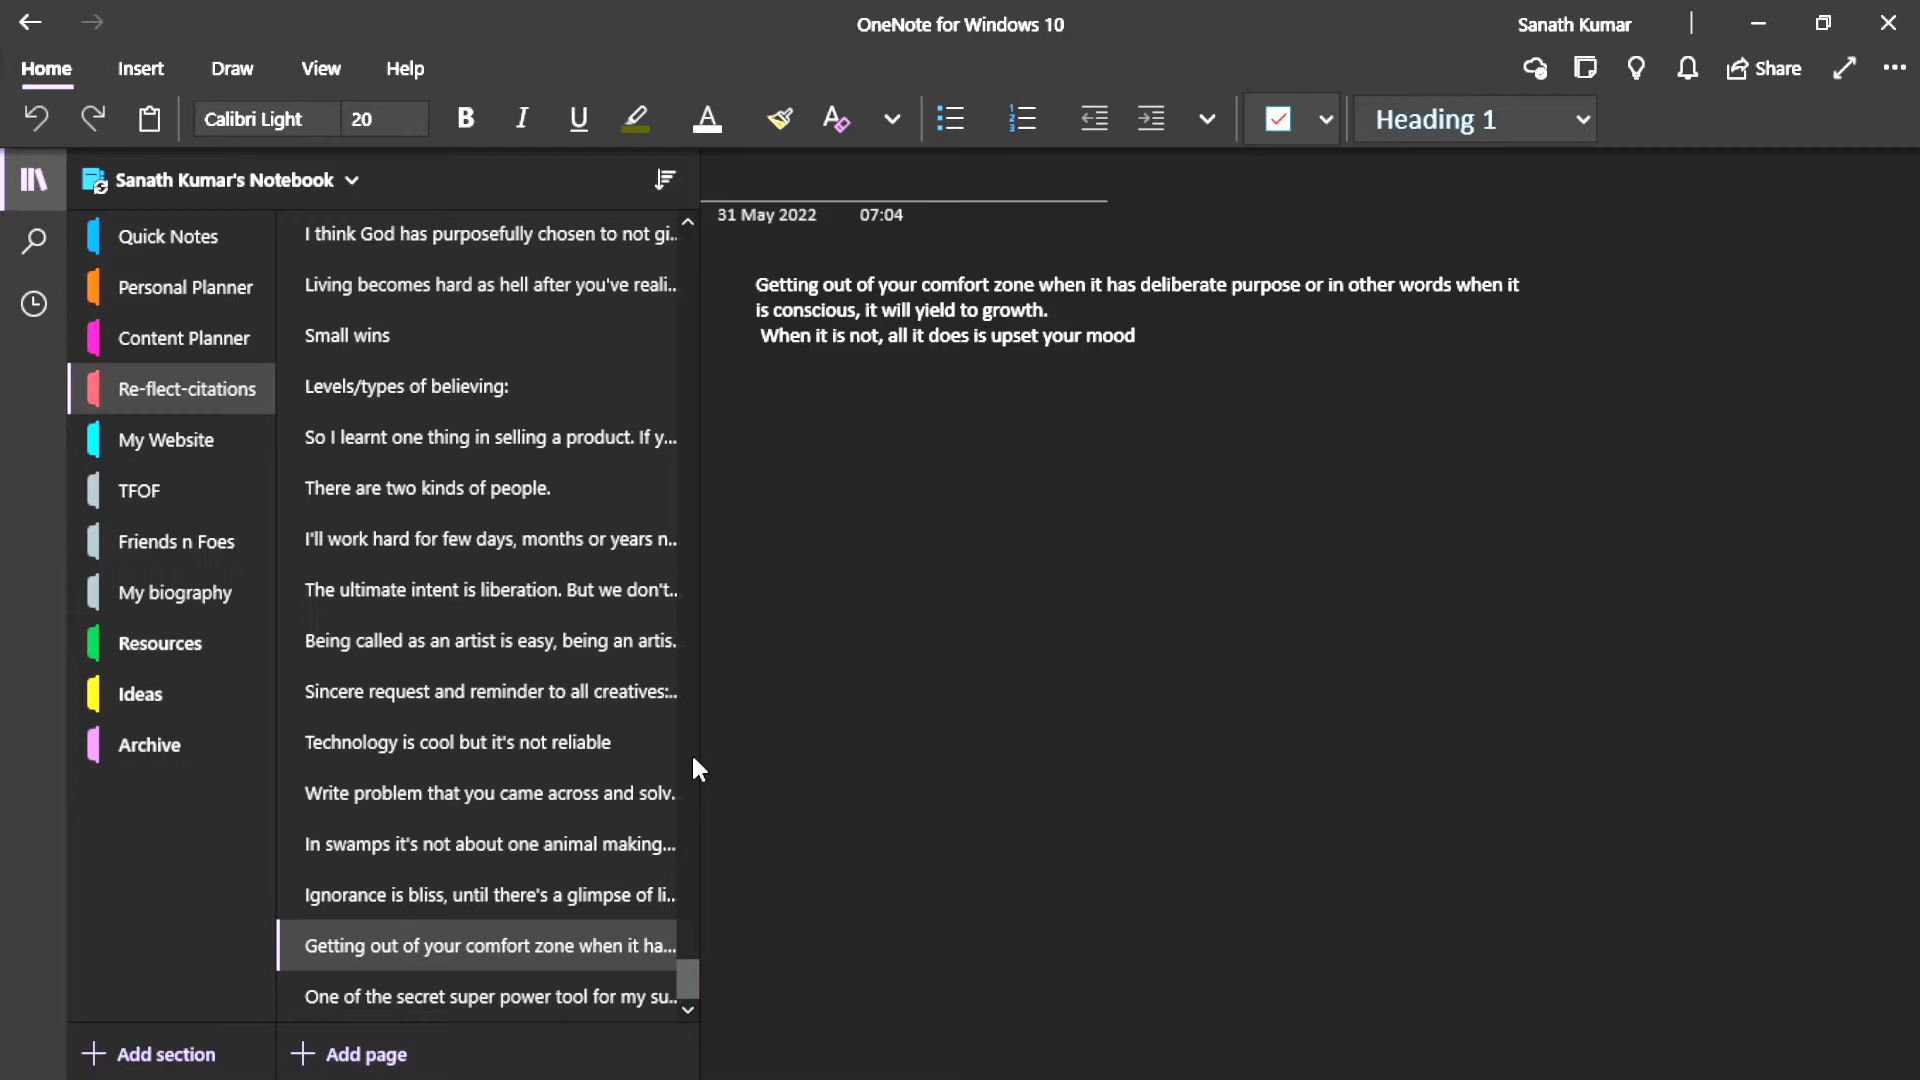 OneNote for Windows 10
Sanath Kumar
Home Insert Draw View Help
Share
Calibri Light 20 B I U A A Heading 1
Sanath Kumar's Notebook
Quick Notes
Personal Planner
Content Planner
Re-flect-citations
My Website
TFOF
Friends n Foes
My biography
Resources
Ideas
Archive
Add section
I think God has purposefully chosen to not gi..
Living becomes hard as hell after you've reali..
Small wins
Levels/types of believing:
So I learnt one thing in selling a product. If y...
There are two kinds of people.
I'll work hard for few days, months or years n..
The ultimate intent is liberation. But we don't..
Being called as an artist is easy, being an artis.
Sincere request and reminder to all creatives:..
Technology is cool but it's not reliable
Write problem that you came across and solv.
In swamps it's not about one animal making...
Ignorance is bliss, until there's a glimpse of li..
Getting out of your comfort zone when it ha...
One of the secret super power tool for my su..
Add page
31 May 2022 07:04
Getting out of your comfort zone when it has deliberate purpose or in other words when it
is conscious, it will yield to growth.
When it is not, all it does is upset your mood